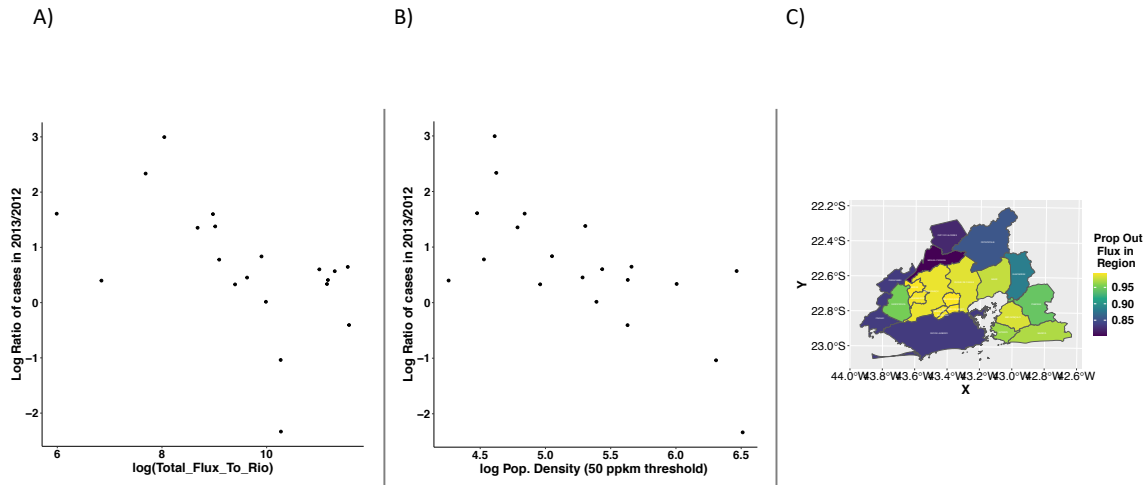 A)
B)
C)
3
2
1
0
−1
−2
Log Ratio of cases in 2013/2012
6
8
10
log(Total_Flux_To_Rio)
3
2
1
0
−1
−2
Log Ratio of cases in 2013/2012
4.5
5.0
5.5
6.0
6.5
log Pop. Density (50 ppkm threshold)
22.2°S
22.4°S
22.6°S
22.8°S
23.0°S
Y
44.0°W
43.8°W
43.6°W
43.4°W
43.2°W
43.0°W
42.8°W
42.6°W
X
Prop Out
Flux in
Region
0.95
0.90
0.85